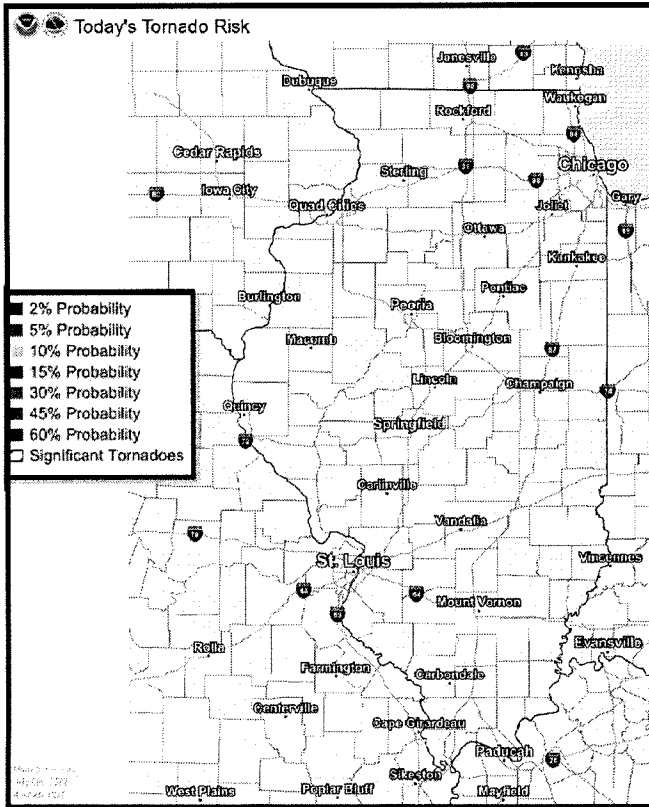 Today's Tornado Risk
Janesville
Kenosha
Dubuque
Waukegan
Rockford
Cedar Rapids
Chicago
Sterling
Iowa City
Quad Cities
Joliet
Gary
Ottawa
Kankakee
Pontiac
Burlington
Peoria
Macomb
Bloomington
Lincoln
Champaign
Quincy
Springfield
Carlinville
Vandalia
St. Louis
Vincennes
Mount Vernon
Rolla
Evansville
Farmington
Carbondale
Centerville
Cape Girardeau
Paducah
Sikeston
West Plains
Poplar Bluff
Mayfield
2% Probability
5% Probability
10% Probability
15% Probability
30% Probability
45% Probability
60% Probability
Significant Tornadoes